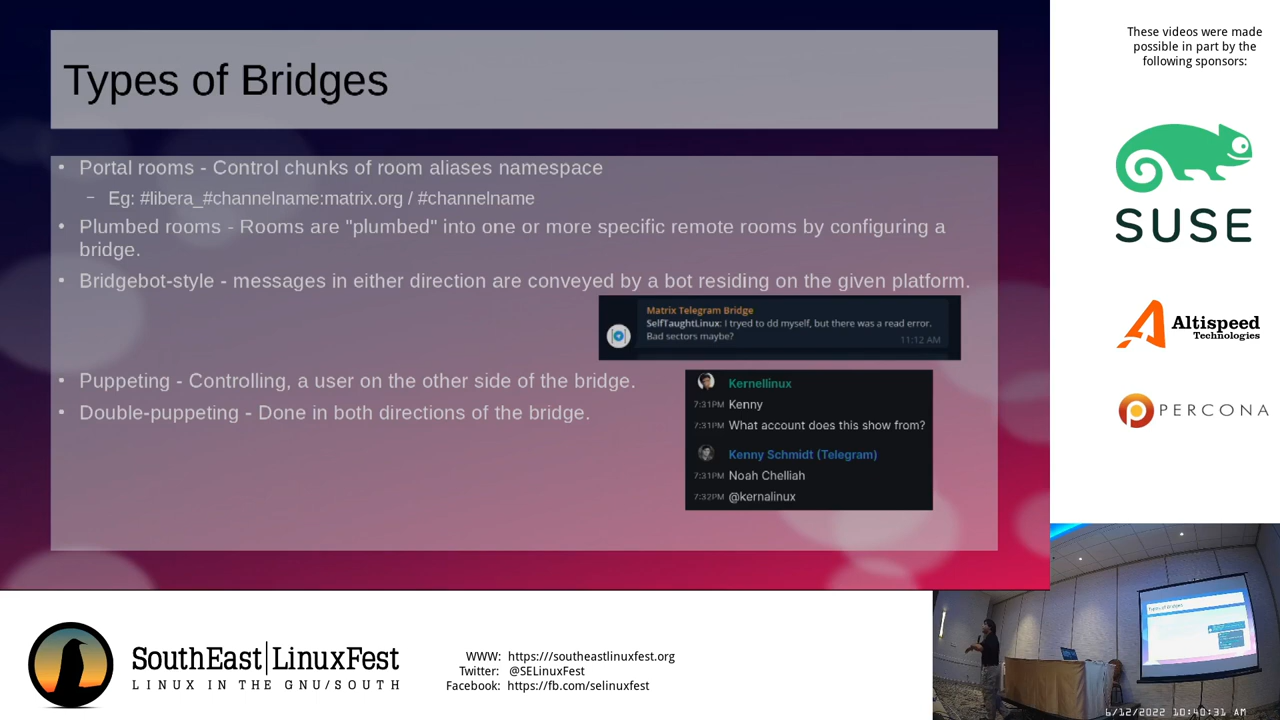 Types of Bridges
• Portal rooms - Control chunks of room aliases namespace
– Eg: #libera_#channelname:matrix.org / #channelname
• Plumbed rooms - Rooms are "plumbed" into one or more specific remote rooms by configuring a
bridge.
• Bridgebot-style - messages in either direction are conveyed by a bot residing on the given platform.
Matrix Telegram Bridge
SelfTaughtLinux: I tryed to dd myself, but there was a read error.
Bad sectors maybe?
11:12 AM
• Puppeting - Controlling, a user on the other side of the bridge.
• Double-puppeting - Done in both directions of the bridge.
Kernellinux
7:31PM Kenny
7:31PM What account does this show from?
Kenny Schmidt (Telegram)
7:31PM Noah Chelliah
7:32PM @kernalinux
These videos were made
possible in part by the
following sponsors:
SUSE
Altispeed
Technologies
PERCONA
SouthEast LinuxFest
LINUX IN THE GNU/SOUTH
WWW: https:///southeastlinuxfest.org
Twitter: @SELinuxFest
Facebook: https://fb.com/selinuxfest
Types of Bridges
6/12/2022 10:40:31 AM